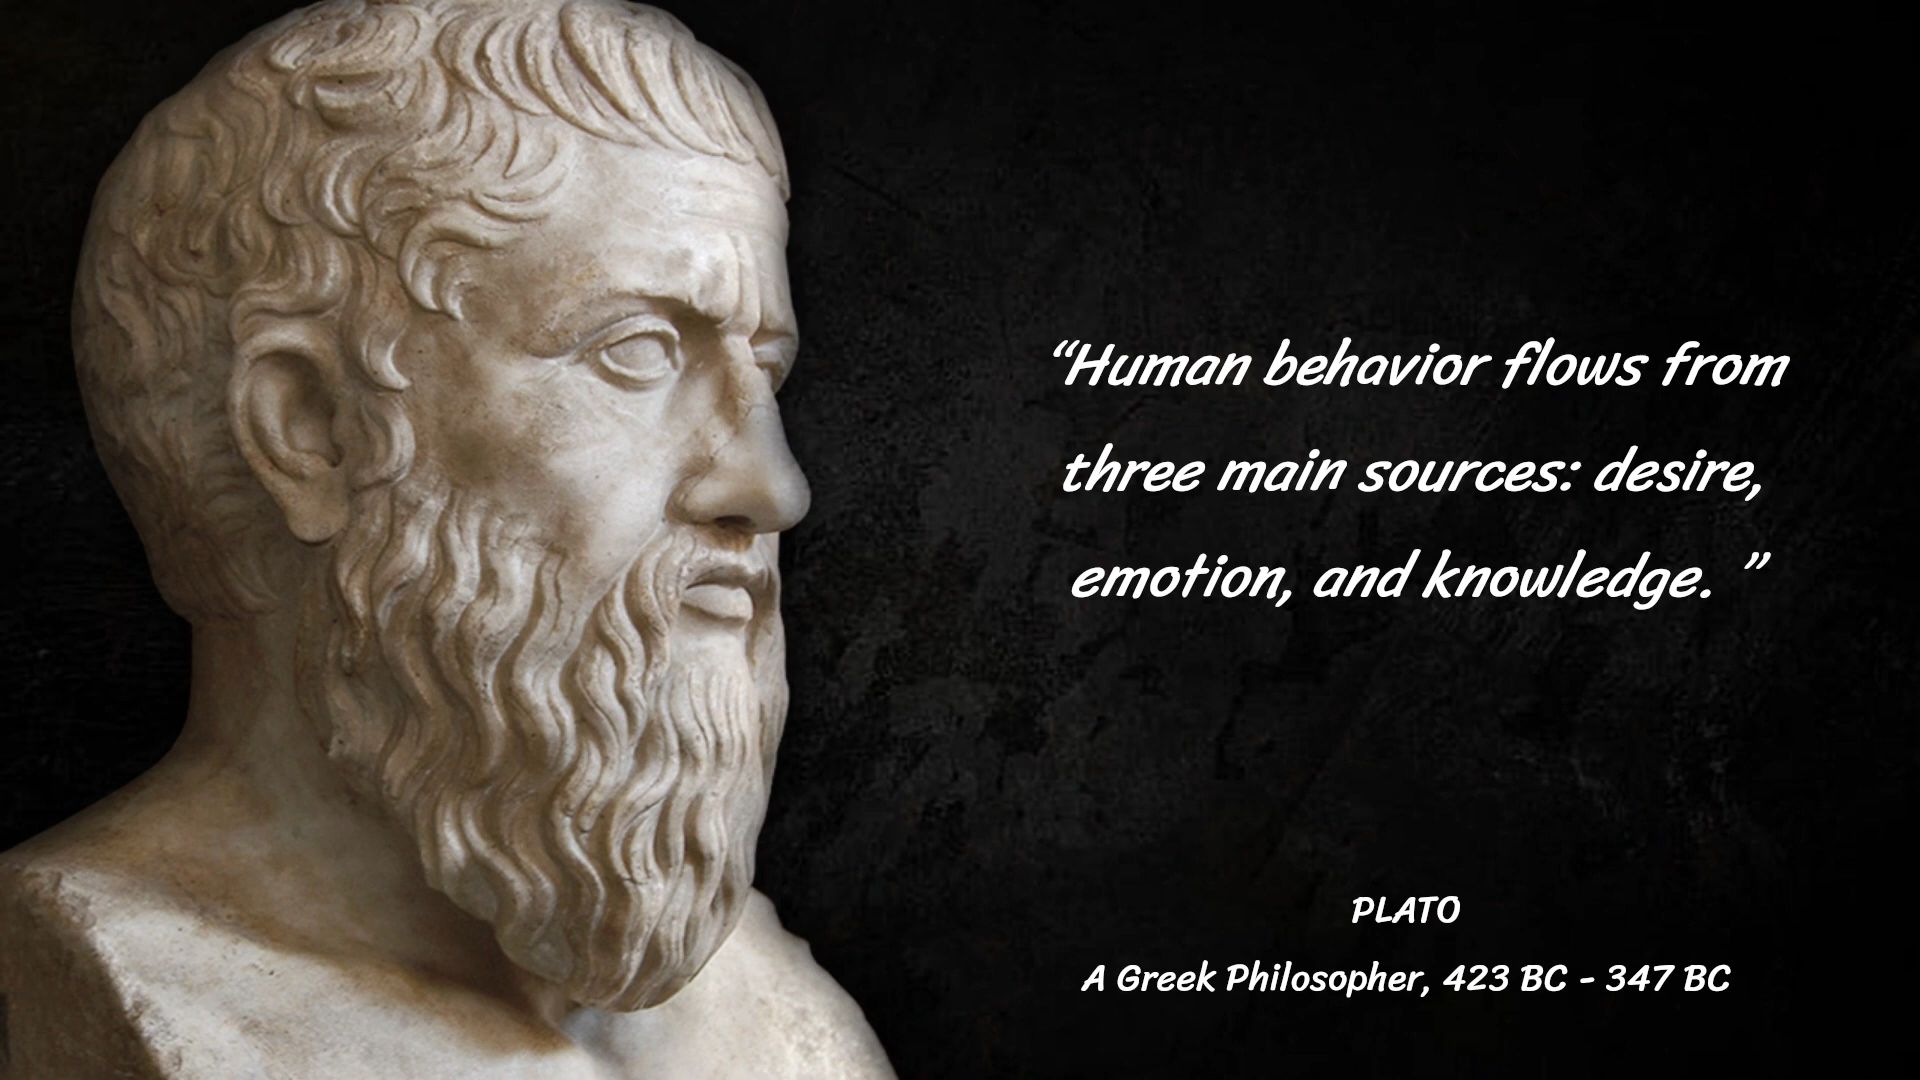 “Human behavior flows from
three main sources: desire,
emotion, and knowledge. ”
PLATO
A Greek Philosopher, 423 BC - 347 BC